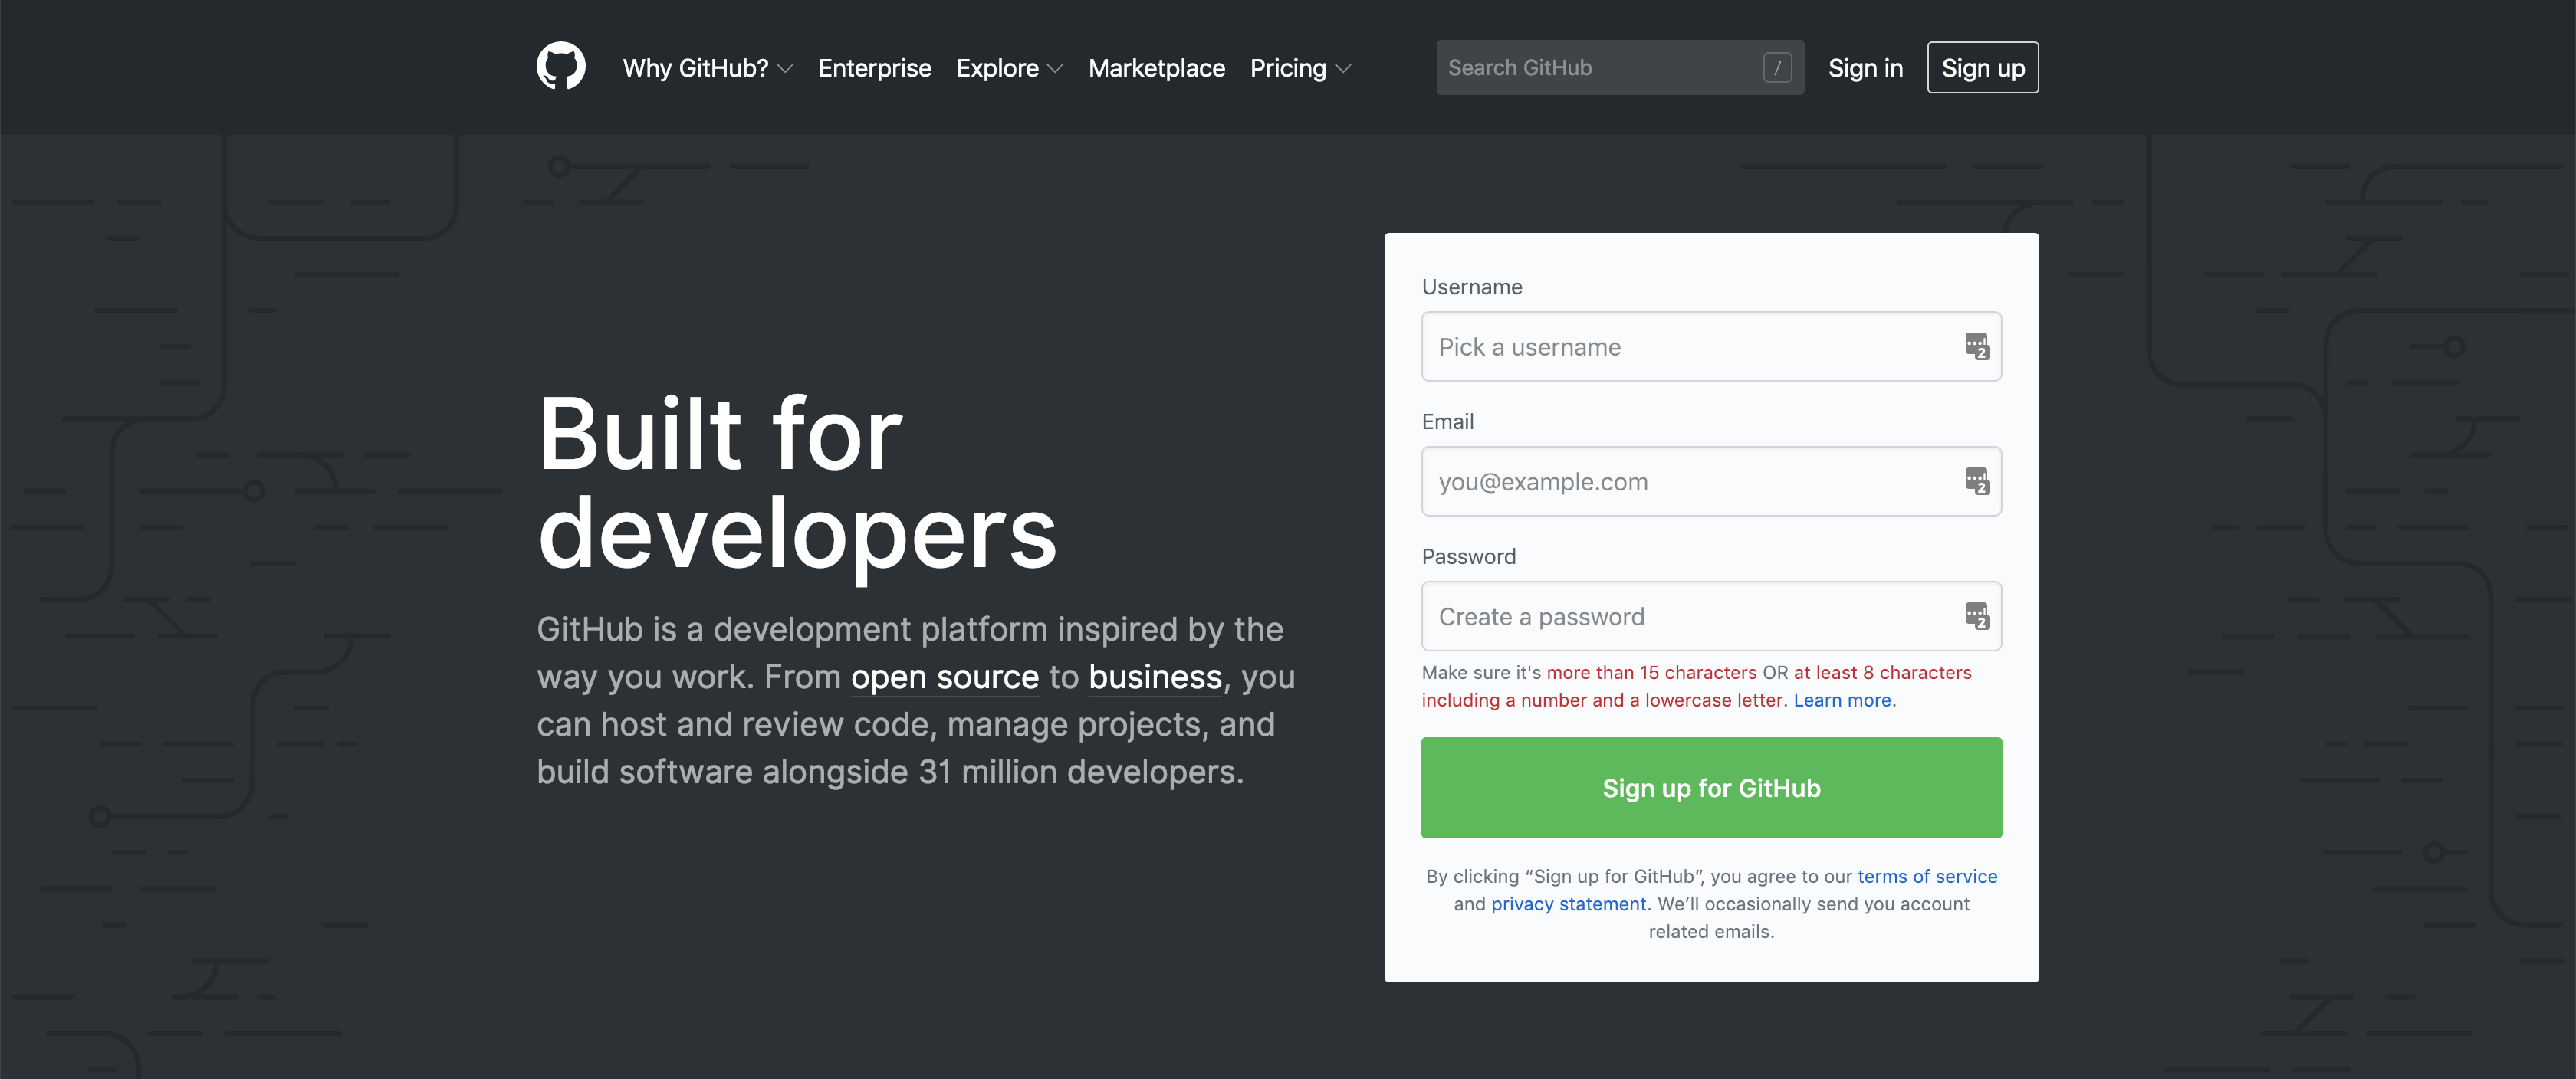 Why GitHub? Enterprise Explore Marketplace Pricing Search GitHub / Sign in Sign up
Built for
developers
GitHub is a development platform inspired by the
way you work. From open source to business, you
can host and review code, manage projects, and
build software alongside 31 million developers.
Username
Pick a username
2
Email
you@example.com
2
Password
Create a password
2
Make sure it's more than 15 characters OR at least 8 characters
including a number and a lowercase letter. Learn more.
Sign up for GitHub
By clicking “Sign up for GitHub”, you agree to our terms of service
and privacy statement. We’ll occasionally send you account
related emails.